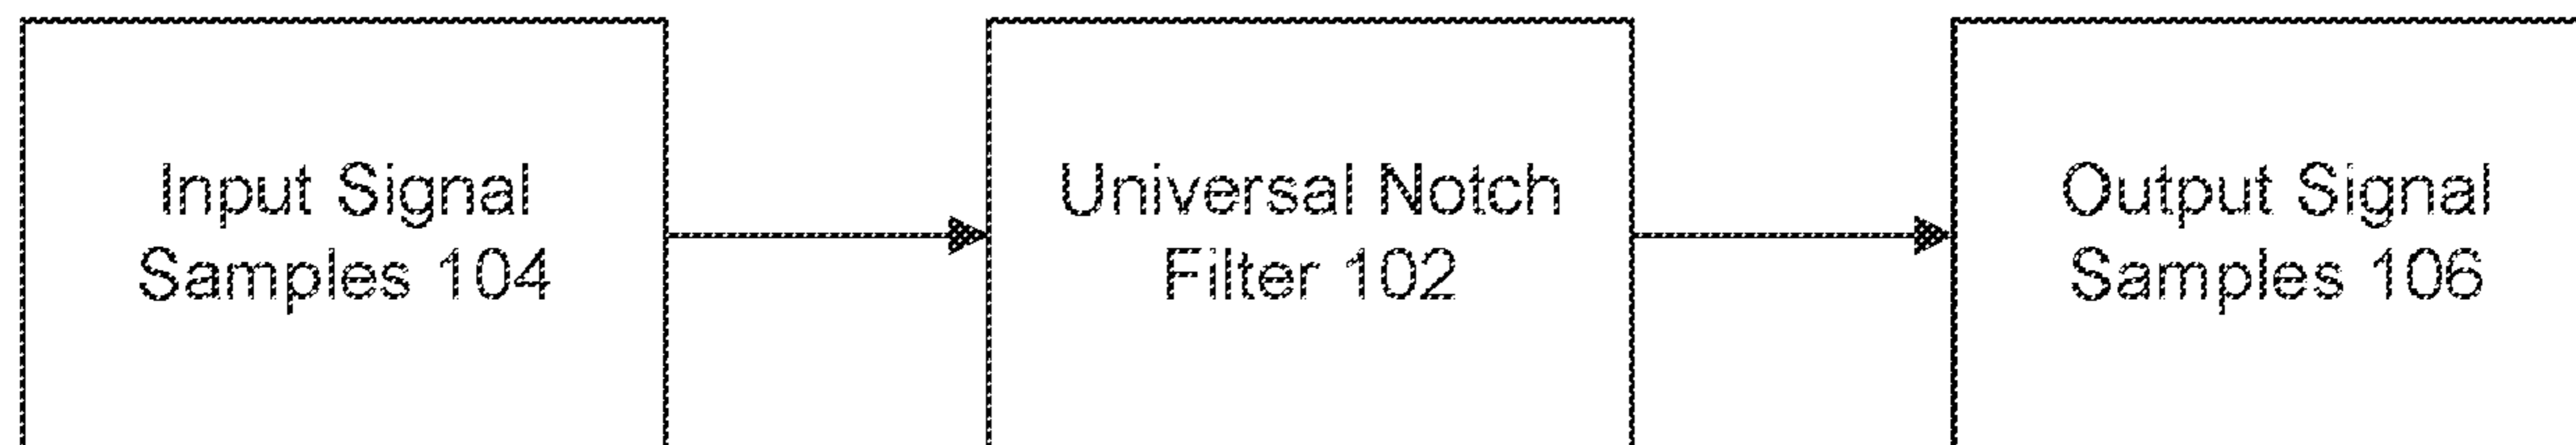 Input Signal
Samples 104
Universal Notch
Filter 102
Output Signal
Samples 106